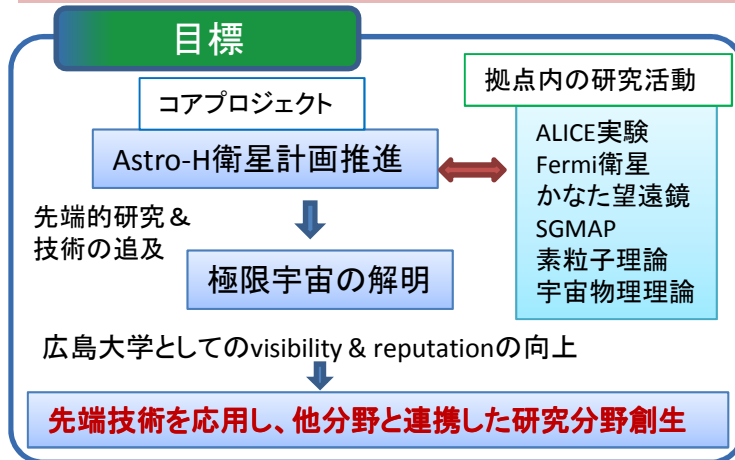 目標
コアプロジェクト
Astro-H衛星計画推進
拠点内の研究活動
ALICE実験
Fermi衛星
かなた望遠鏡
SGMAP
素粒子理論
宇宙物理理論
先端的研究＆
技術の追及
極限宇宙の解明
広島大学としてのvisibility & reputationの向上
先端技術を応用し、他分野と連携した研究分野創生